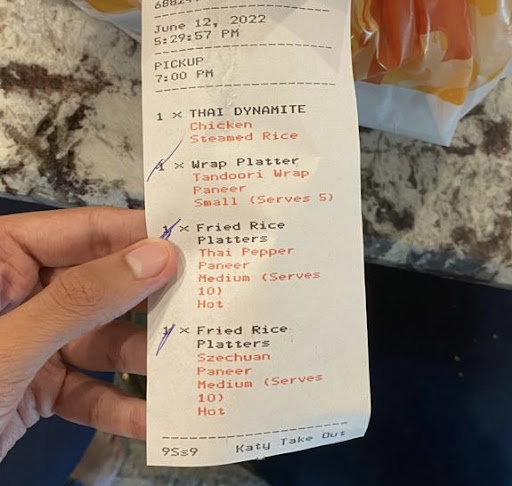 June 12, 2022
5:29:57 PM
PICKUP
7:00 PM
1 × THAI DYNAMITE
Chicken
Steamed Rice
1 × Wrap Platter
Tandoori Wrap
Paneer
Small (Serves 5)
1 × Fried Rice
Platters
Thai Pepper
Paneer
Medium (Serves
10)
Hot
1 × Fried Rice
Platters
Szechuan
Paneer
Medium (Serves
10)
Hot
9Ss9 Katy Take Out